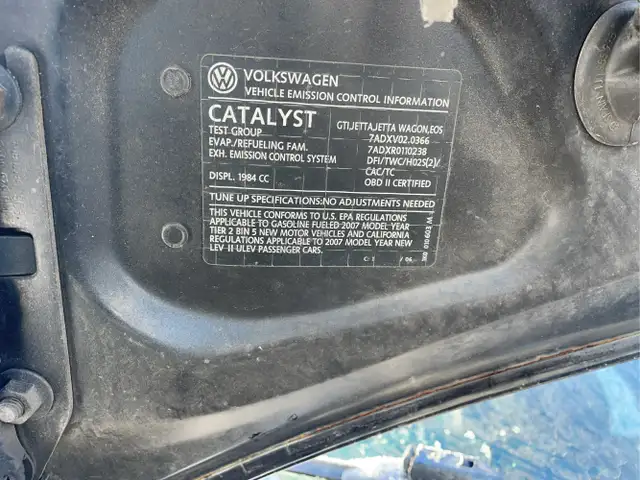 VOLKSWAGEN
VEHICLE EMISSION CONTROL INFORMATION
CATALYST
GTI,JETTA,JETTA WAGON,EOS
TEST GROUP 7ADXV02.0366
EVAP./REFUELING FAM. 7ADXR0110238
EXH. EMISSION CONTROL SYSTEM DFI/TWC/HO2S(2)/
CAC/TC
DISPL. 1984 CC OBD II CERTIFIED
TUNE UP SPECIFICATIONS:NO ADJUSTMENTS NEEDED
THIS VEHICLE CONFORMS TO U.S. EPA REGULATIONS
APPLICABLE TO GASOLINE FUELED 2007 MODEL YEAR
TIER 2 BIN 5 NEW MOTOR VEHICLES AND CALIFORNIA
REGULATIONS APPLICABLE TO 2007 MODEL YEAR NEW
LEV II ULEV PASSENGER CARS.
/ 06